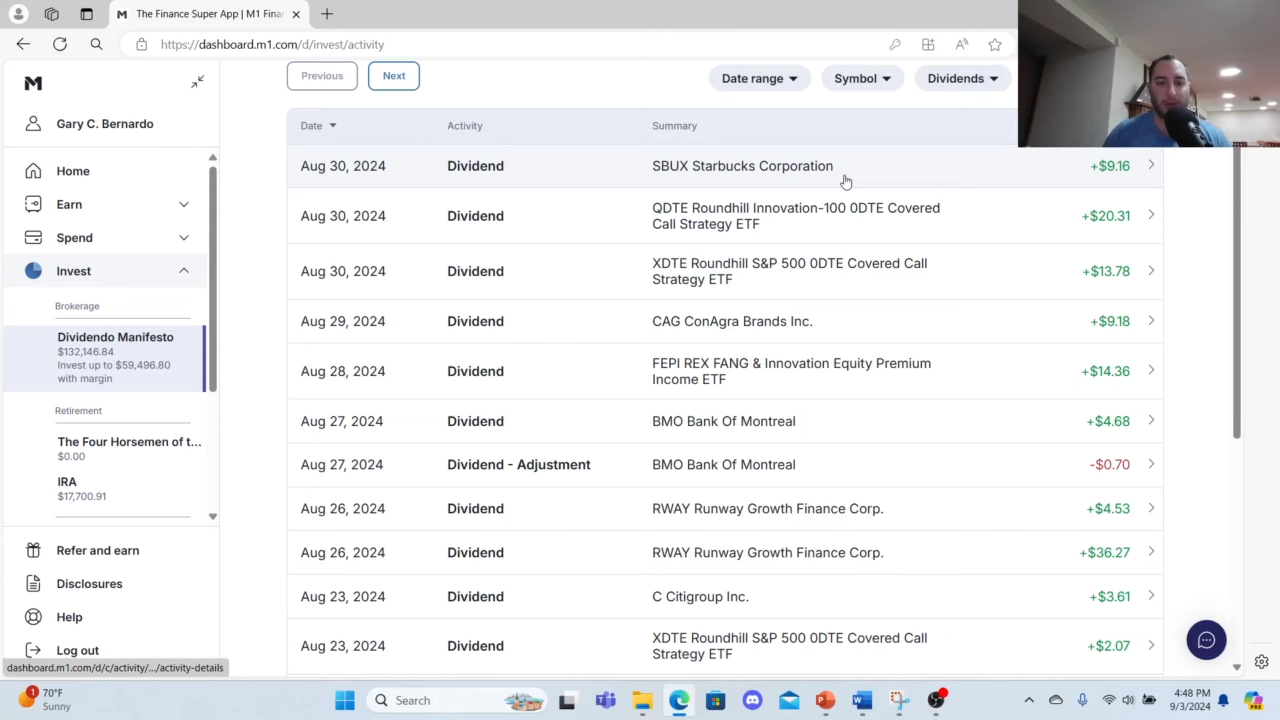 The Finance Super App | M1 Finan
https://dashboard.m1.com/d/invest/activity
M
Gary C. Bernardo
Home
Earn
Spend
Invest
Brokerage
Dividendo Manifesto
$132,146.84
Invest up to $59,496.80
with margin
Retirement
The Four Horsemen of t...
$0.00
IRA
$17,700.91
Refer and earn
Disclosures
Help
Log out
dashboard.m1.com/d/c/activity/.../activity-details
Previous
Next
Date range
Symbol
Dividends
Date
Activity
Summary
Aug 30, 2024 Dividend SBUX Starbucks Corporation +$9.16
Aug 30, 2024 Dividend QDTE Roundhill Innovation-100 0DTE Covered
Call Strategy ETF +$20.31
Aug 30, 2024 Dividend XDTE Roundhill S&P 500 0DTE Covered Call
Strategy ETF +$13.78
Aug 29, 2024 Dividend CAG ConAgra Brands Inc. +$9.18
Aug 28, 2024 Dividend FEPI REX FANG & Innovation Equity Premium
Income ETF +$14.36
Aug 27, 2024 Dividend BMO Bank Of Montreal +$4.68
Aug 27, 2024 Dividend - Adjustment BMO Bank Of Montreal -$0.70
Aug 26, 2024 Dividend RWAY Runway Growth Finance Corp. +$4.53
Aug 26, 2024 Dividend RWAY Runway Growth Finance Corp. +$36.27
Aug 23, 2024 Dividend C Citigroup Inc. +$3.61
Aug 23, 2024 Dividend XDTE Roundhill S&P 500 0DTE Covered Call
Strategy ETF +$2.07
1
70°F
Sunny
Search
4:48 PM
9/3/2024
PRE